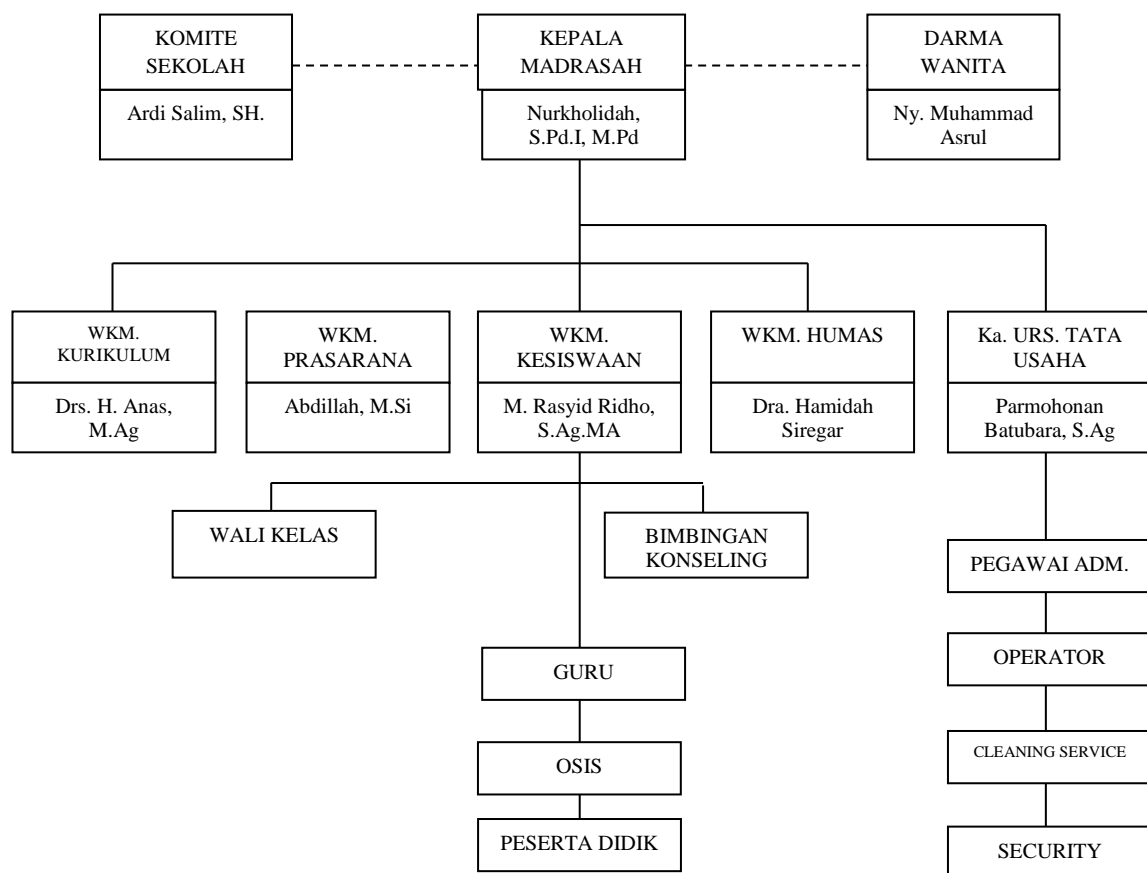 KOMITE
SEKOLAH
Ardi Salim, SH.
KEPALA
MADRASAH
Nurkholidah,
S.Pd.I, M.Pd
DARMA
WANITA
Ny. Muhammad
Asrul
WKM.
KURIKULUM
Drs. H. Anas,
M.Ag
WKM.
PRASARANA
Abdillah, M.Si
WKM.
KESISWAAN
M. Rasyid Ridho,
S.Ag.MA
WKM. HUMAS
Dra. Hamidah
Siregar
Ka. URS. TATA
USAHA
Parmohonan
Batubara, S.Ag
WALI KELAS
BIMBINGAN
KONSELING
GURU
OSIS
PESERTA DIDIK
PEGAWAI ADM.
OPERATOR
CLEANING SERVICE
SECURITY